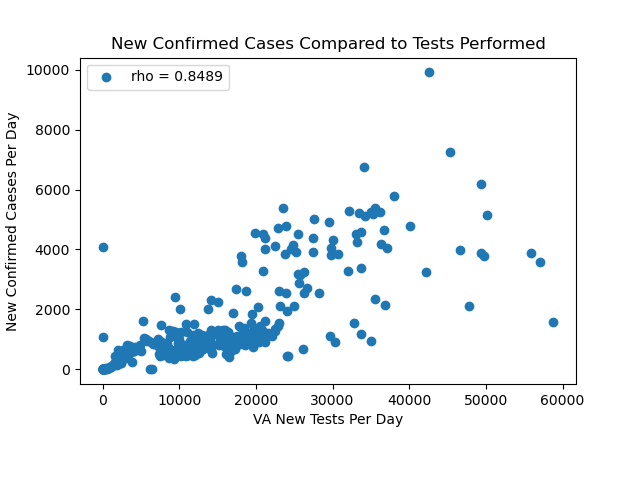 New Confirmed Cases Compared to Tests Performed
rho = 0.8489
New Confirmed Caeses Per Day
10000
8000
6000
4000
2000
0
0 10000 20000 30000 40000 50000 60000
VA New Tests Per Day